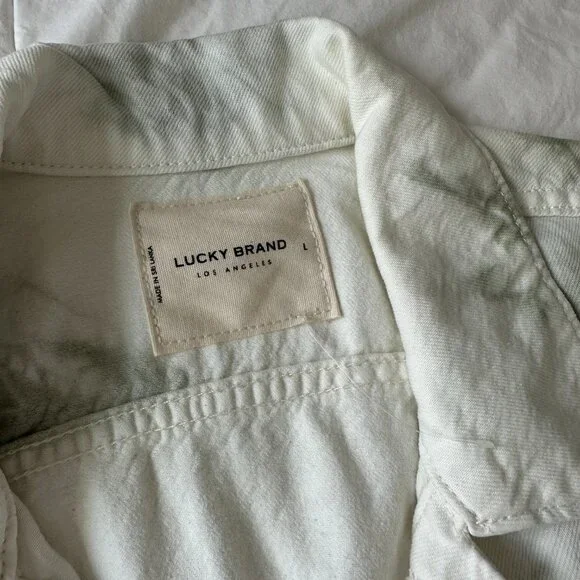 MADE IN SRI LANKA
LUCKY BRAND
L
LOS ANGELES